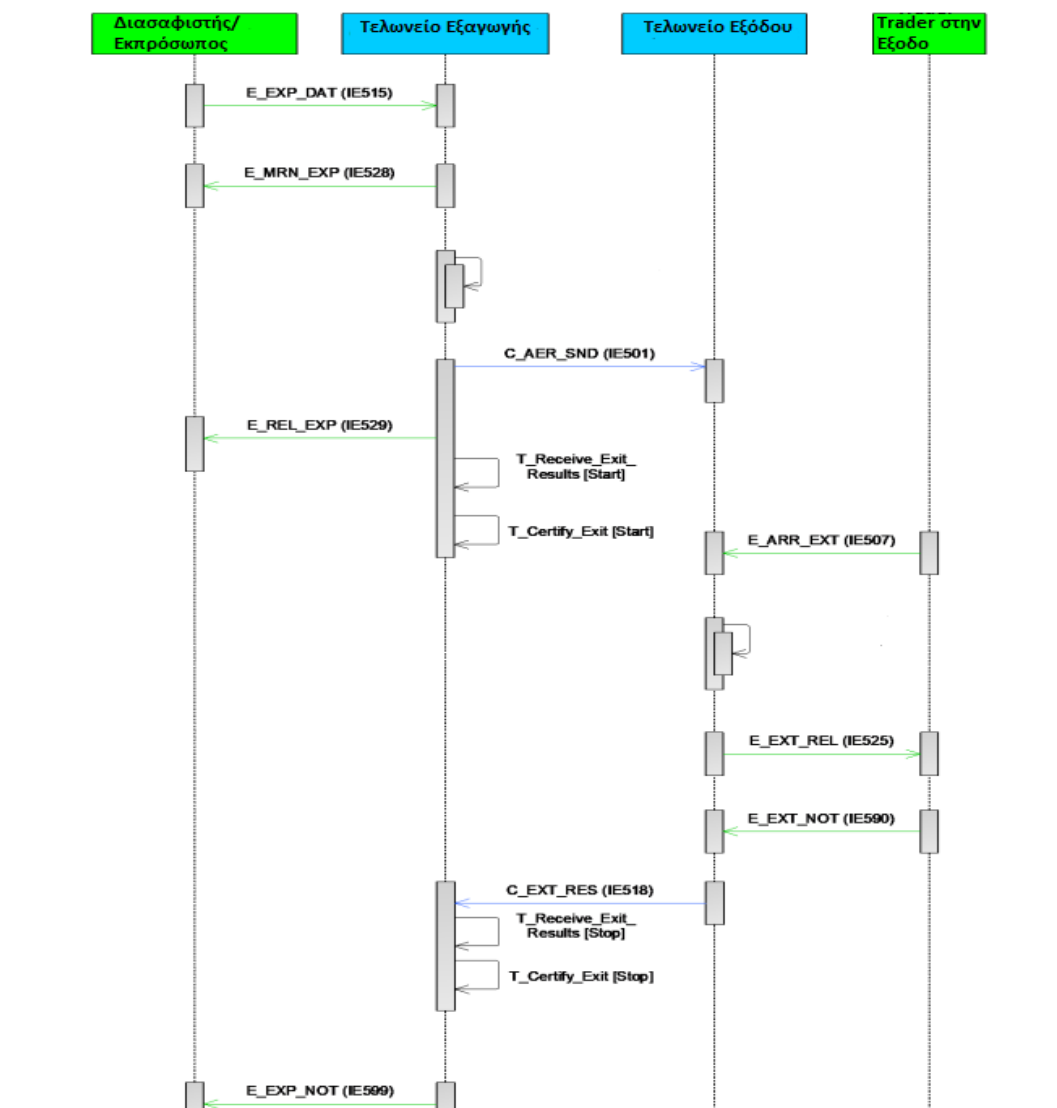 Διασαφιστής/
Εκπρόσωπος
Τελωνείο Εξαγωγής
Τελωνείο Εξόδου
Trader στην
Εξοδο
E_EXP_DAT (IE515)
E_MRN_EXP (IE528)
C_AER_SND (IE501)
E_REL_EXP (IE529)
T_Receive_Exit_
Results [Start]
T_Certify_Exit [Start]
E_ARR_EXT (IE507)
E_EXT_REL (IE525)
E_EXT_NOT (IE590)
C_EXT_RES (IE518)
T_Receive_Exit_
Results [Stop]
T_Certify_Exit [Stop]
E_EXP_NOT (IE599)